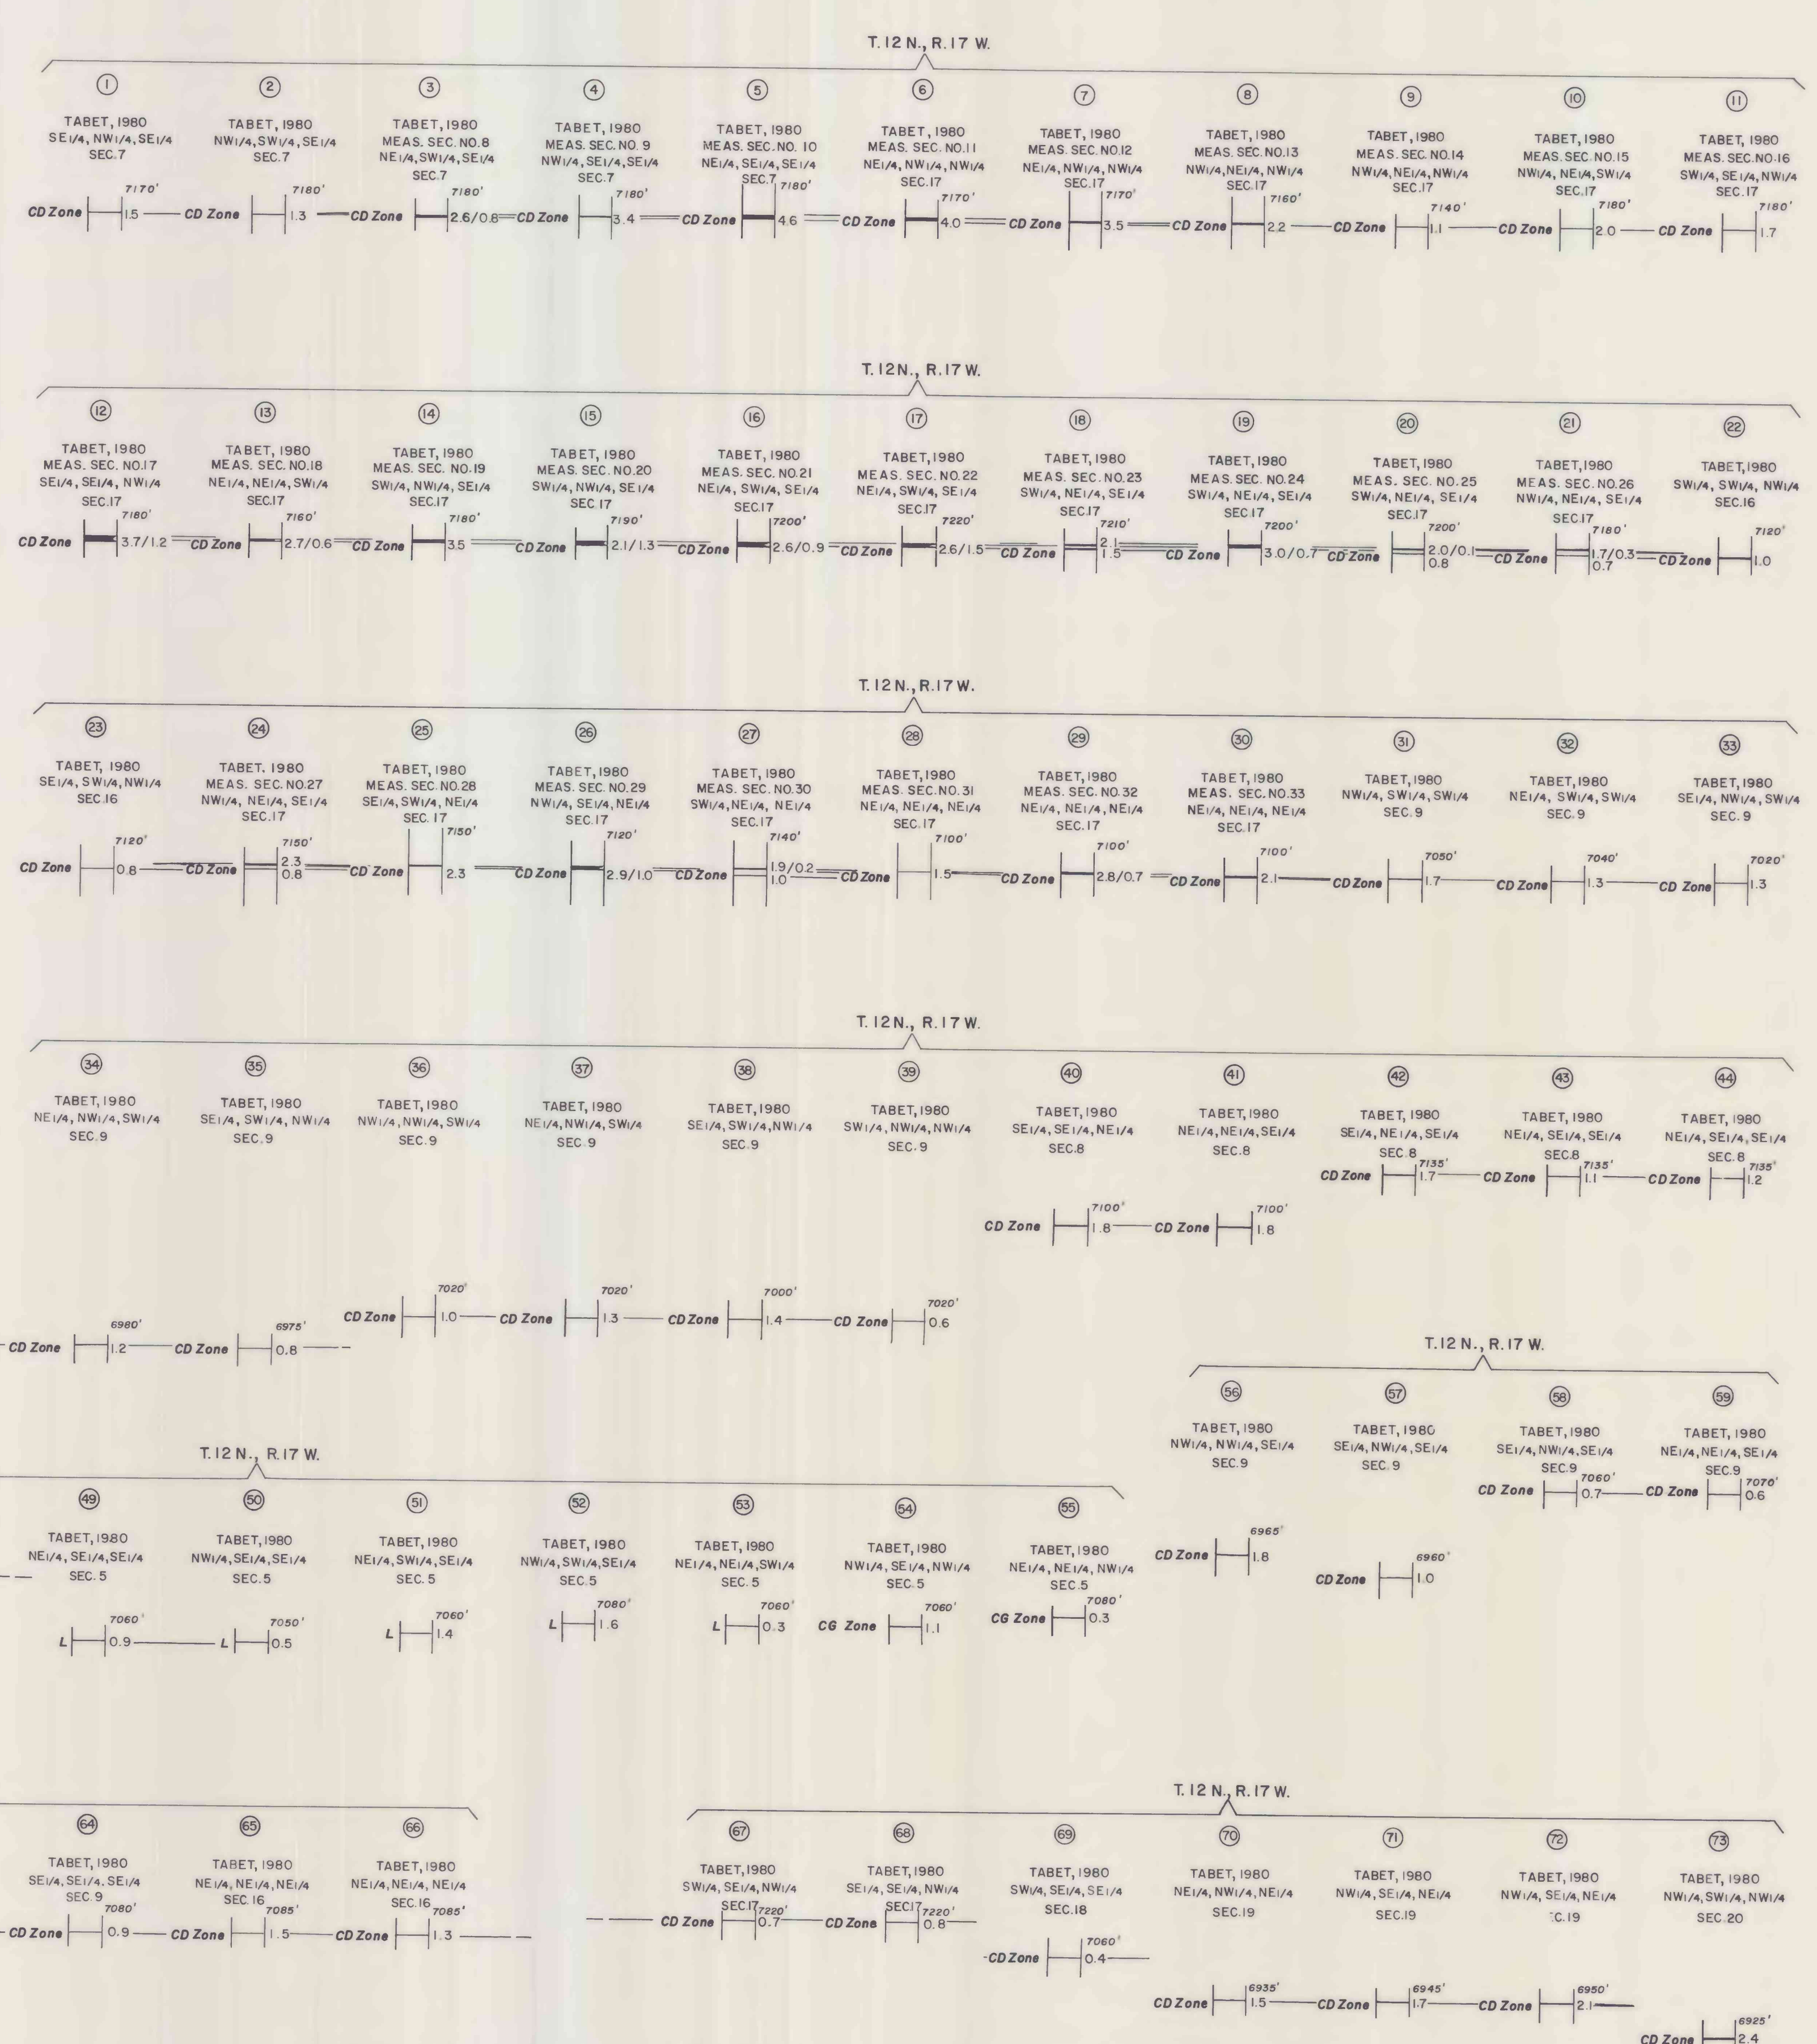 T. 12 N., R. 17 W.
1
TABET, 1980
SE1/4, NW1/4, SE1/4
SEC. 7
7170'
CD Zone 1.5
2
TABET, 1980
NW1/4, SW1/4, SE1/4
SEC. 7
7180'
CD Zone 1.3
3
TABET, 1980
MEAS. SEC. NO. 8
NE1/4, SW1/4, SE1/4
SEC. 7
7180'
CD Zone 2.6/0.8
4
TABET, 1980
MEAS. SEC. NO. 9
NW1/4, SE1/4, SE1/4
SEC. 7
7180'
CD Zone 3.4
5
TABET, 1980
MEAS. SEC. NO. 10
NE1/4, SE1/4, SE1/4
SEC. 7
7180'
CD Zone 4.6
6
TABET, 1980
MEAS. SEC. NO. 11
NE1/4, NW1/4, NW1/4
SEC. 17
7170'
CD Zone 4.0
7
TABET, 1980
MEAS. SEC. NO. 12
NE1/4, NW1/4, NW1/4
SEC. 17
7170'
CD Zone 3.5
8
TABET, 1980
MEAS. SEC. NO. 13
NW1/4, NE1/4, NW1/4
SEC. 17
7160'
CD Zone 2.2
9
TABET, 1980
MEAS. SEC. NO. 14
NW1/4, NE1/4, NW1/4
SEC. 17
7140'
CD Zone 1.1
10
TABET, 1980
MEAS. SEC. NO. 15
NW1/4, NE1/4, SW1/4
SEC. 17
7180'
CD Zone 2.0
11
TABET, 1980
MEAS. SEC. NO. 16
SW1/4, SE1/4, NW1/4
SEC. 17
7180'
CD Zone 1.7
T. 12 N., R. 17 W.
12
TABET, 1980
MEAS. SEC. NO. 17
SE1/4, SE1/4, NW1/4
SEC. 17
7180'
CD Zone 3.7/1.2
13
TABET, 1980
MEAS. SEC. NO. 18
NE1/4, NE1/4, SW1/4
SEC. 17
7160'
CD Zone 2.7/0.6
14
TABET, 1980
MEAS. SEC. NO. 19
SW1/4, NW1/4, SE1/4
SEC. 17
7180'
CD Zone 3.5
15
TABET, 1980
MEAS. SEC. NO. 20
SW1/4, NW1/4, SE1/4
SEC. 17
7190'
CD Zone 2.1/1.3
16
TABET, 1980
MEAS. SEC. NO. 21
NE1/4, SW1/4, SE1/4
SEC. 17
7200'
CD Zone 2.6/0.9
17
TABET, 1980
MEAS. SEC. NO. 22
NE1/4, SW1/4, SE1/4
SEC. 17
7220'
CD Zone 2.6/1.5
18
TABET, 1980
MEAS. SEC. NO. 23
SW1/4, NE1/4, SE1/4
SEC. 17
7210'
2.1
1.5
19
TABET, 1980
MEAS. SEC. NO. 24
SW1/4, NE1/4, SE1/4
SEC 17
7200'
CD Zone 3.0/0.7
20
TABET, 1980
MEAS. SEC. NO. 25
SW1/4, NE1/4, SE1/4
SEC. 17
7200'
CD Zone 2.0/0.1
0.8
21
TABET, 1980
MEAS. SEC. NO. 26
NW1/4, NE1/4, SE1/4
SEC. 17
7180'
CD Zone 1.7/0.3
0.7
22
TABET, 1980
SW1/4, SW1/4, NW1/4
SEC. 16
7120'
CD Zone 1.0
T. 12 N., R. 17 W.
23
TABET, 1980
SE1/4, SW1/4, NW1/4
SEC. 16
7120'
CD Zone 0.8
24
TABET. 1980
MEAS. SEC. NO. 27
NW1/4, NE1/4, SE1/4
SEC. 17
7150'
CD Zone 2.3
0.8
25
TABET, 1980
MEAS. SEC. NO. 28
SE1/4, SW1/4, NE1/4
SEC. 17
7150'
CD Zone 2.3
26
TABET, 1980
MEAS. SEC. NO. 29
NW1/4, SE1/4, NE1/4
SEC. 17
7120'
CD Zone 2.9/1.0
27
TABET, 1980
MEAS. SEC. NO. 30
SW1/4, NE1/4, NE1/4
SEC. 17
7140'
CD Zone 1.9/0.2
1.0
28
TABET, 1980
MEAS. SEC. NO. 31
NE1/4, NE1/4, NE1/4
SEC. 17
7100'
CD Zone 1.5
29
TABET, 1980
MEAS. SEC. NO. 32
NE1/4, NE1/4, NE1/4
SEC. 17
7100'
CD Zone 2.8/0.7
30
TABET, 1980
MEAS. SEC. NO. 33
NE1/4, NE1/4, NE1/4
SEC. 17
7100'
CD Zone 2.1
31
TABET, 1980
NW1/4, SW1/4, SW1/4
SEC. 9
7050'
CD Zone 1.7
32
TABET, 1980
NE1/4, SW1/4, SW1/4
SEC. 9
7040'
CD Zone 1.3
33
TABET, 1980
SE1/4, NW1/4, SW1/4
SEC. 9
7020'
CD Zone 1.3
T. 12 N., R. 17 W.
34
TABET, 1980
NE1/4, NW1/4, SW1/4
SEC. 9
6980'
CD Zone 1.2
35
TABET, 1980
SE1/4, SW1/4, NW1/4
SEC. 9
6975'
CD Zone 0.8
36
TABET, 1980
NW1/4, NW1/4, SW1/4
SEC. 9
7020'
CD Zone 1.0
37
TABET, 1980
NE1/4, NW1/4, SW1/4
SEC. 9
7020'
CD Zone 1.3
38
TABET, 1980
SE1/4, SW1/4, NW1/4
SEC. 9
7000'
CD Zone 1.4
39
TABET, 1980
SW1/4, NW1/4, NW1/4
SEC. 9
7020'
CD Zone 0.6
40
TABET, 1980
SE1/4, SE1/4, NE1/4
SEC. 8
7100'
CD Zone 1.8
41
TABET, 1980
NE1/4, NE1/4, SE1/4
SEC. 8
7100'
CD Zone 1.8
42
TABET, 1980
SE1/4, NE1/4, SE1/4
SEC. 8
7135'
CD Zone 1.7
43
TABET, 1980
NE1/4, SE1/4, SE1/4
SEC. 8
7135'
CD Zone 1.1
44
TABET, 1980
NE1/4, SE1/4, SE1/4
SEC. 8
7135'
CD Zone 1.2
T. 12 N., R. 17 W.
49
TABET, 1980
NE1/4, SE1/4, SE1/4
SEC. 5
7060'
L 0.9
50
TABET, 1980
NW1/4, SE1/4, SE1/4
SEC. 5
7050'
L 0.5
51
TABET, 1980
NE1/4, SW1/4, SE1/4
SEC. 5
7060'
L 1.4
52
TABET, 1980
NW1/4, SW1/4, SE1/4
SEC. 5
7080'
L 1.6
53
TABET, 1980
NE1/4, NE1/4, SW1/4
SEC. 5
7060'
L 0.3
54
TABET, 1980
NW1/4, SE1/4, NW1/4
SEC. 5
7060'
CG Zone 1.1
55
TABET, 1980
NE1/4, NE1/4, NW1/4
SEC. 5
7080'
CG Zone 0.3
T. 12 N., R. 17 W.
56
TABET, 1980
NW1/4, NW1/4, SE1/4
SEC. 9
6965'
CD Zone 1.8
57
TABET, 1980
SE1/4, NW1/4, SE1/4
SEC. 9
6960'
CD Zone 1.0
58
TABET, 1980
SE1/4, NW1/4, SE1/4
SEC. 9
7060'
CD Zone 0.7
59
TABET, 1980
NE1/4, NE1/4, SE1/4
SEC. 9
7070'
CD Zone 0.6
64
TABET, 1980
SE1/4, SE1/4, SE1/4
SEC. 9
7080'
CD Zone 0.9
65
TABET, 1980
NE1/4, NE1/4, NE1/4
SEC. 16
7085'
CD Zone 1.5
66
TABET, 1980
NE1/4, NE1/4, NE1/4
SEC. 16
7085'
CD Zone 1.3
T. 12 N., R. 17 W.
67
TABET, 1980
SW1/4, SE1/4, NW1/4
SEC. 17
7220'
CD Zone 0.7
68
TABET, 1980
SE1/4, SE1/4, NW1/4
SEC. 17
7220'
CD Zone 0.8
69
TABET, 1980
SW1/4, SE1/4, SE1/4
SEC. 18
7060'
CD Zone 0.4
70
TABET, 1980
NE1/4, NW1/4, NE1/4
SEC. 19
6935'
CD Zone 1.5
71
TABET, 1980
NW1/4, SE1/4, NE1/4
SEC. 19
6945'
CD Zone 1.7
72
TABET, 1980
NW1/4, SE1/4, NE1/4
C. 19
6950'
CD Zone 2.1
73
TABET, 1980
NW1/4, SW1/4, NW1/4
SEC. 20
6925'
CD Zone 2.4